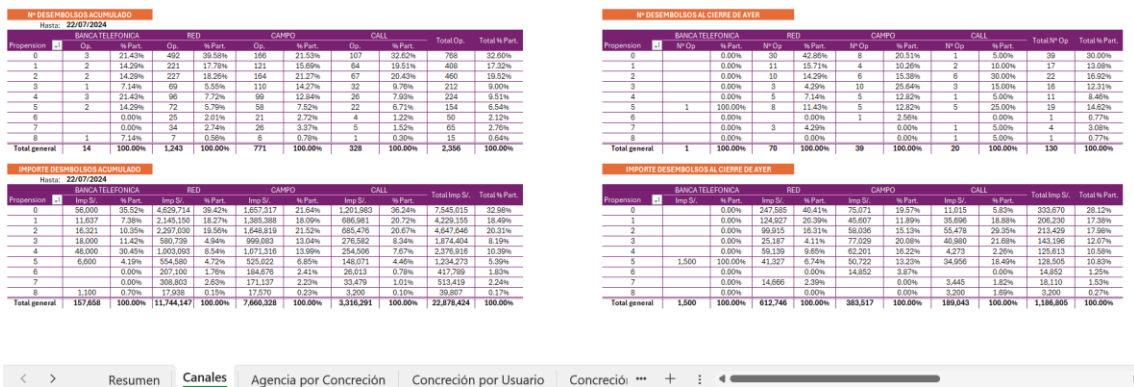 Nº DESEMBOLSOS ACUMULADO
Hasta: 22/07/2024
BANCA TELEFONICA RED CAMPO CALL Total Op. Total % Part.
Propension Op. % Part. Op. % Part. Op. % Part. Op. % Part.
0 3 21.43% 492 39.58% 166 21.53% 107 32.62% 768 32.60%
1 2 14.29% 221 17.78% 121 15.69% 64 19.51% 408 17.32%
2 2 14.29% 227 18.26% 164 21.27% 67 20.43% 460 19.52%
3 1 7.14% 69 5.55% 110 14.27% 32 9.76% 212 9.00%
4 3 21.43% 96 7.72% 99 12.84% 26 7.93% 224 9.51%
5 2 14.29% 72 5.79% 58 7.52% 22 6.71% 154 6.54%
6 0.00% 25 2.01% 21 2.72% 4 1.22% 50 2.12%
7 0.00% 34 2.74% 26 3.37% 5 1.52% 65 2.76%
8 1 7.14% 7 0.56% 6 0.78% 1 0.30% 15 0.64%
Total general 14 100.00% 1,243 100.00% 771 100.00% 328 100.00% 2,356 100.00%
Nº DESEMBOLSOS AL CIERRE DE AYER
BANCA TELEFONICA RED CAMPO CALL Total Nº Op Total % Part.
Propension Nº Op % Part. Nº Op % Part. Nº Op % Part. Nº Op % Part.
0 0.00% 30 42.86% 8 20.51% 1 5.00% 39 30.00%
1 0.00% 11 15.71% 4 10.26% 2 10.00% 17 13.08%
2 0.00% 10 14.29% 6 15.38% 6 30.00% 22 16.92%
3 0.00% 3 4.29% 10 25.64% 3 15.00% 16 12.31%
4 0.00% 5 7.14% 5 12.82% 1 5.00% 11 8.46%
5 1 100.00% 8 11.43% 5 12.82% 5 25.00% 19 14.62%
6 0.00% 0.00% 1 2.56% 0.00% 1 0.77%
7 0.00% 3 4.29% 0.00% 1 5.00% 4 3.08%
8 0.00% 0.00% 0.00% 1 5.00% 1 0.77%
Total general 1 100.00% 70 100.00% 39 100.00% 20 100.00% 130 100.00%
IMPORTE DESMBOLSOS ACUMULADO
Hasta: 22/07/2024
BANCA TELEFONICA RED CAMPO CALL Total Imp S/. Total % Part.
Propension Imp S/. % Part. Imp S/. % Part. Imp S/. % Part. Imp S/. % Part.
0 56,000 35.52% 4,629,714 39.42% 1,657,317 21.64% 1,201,983 36.24% 7,545,015 32.98%
1 11,637 7.38% 2,145,150 18.27% 1,385,388 18.09% 686,981 20.72% 4,229,155 18.49%
2 16,321 10.35% 2,297,030 19.56% 1,648,819 21.52% 685,476 20.67% 4,647,646 20.31%
3 18,000 11.42% 580,739 4.94% 999,083 13.04% 276,582 8.34% 1,874,404 8.19%
4 48,000 30.45% 1,003,093 8.54% 1,071,316 13.99% 254,506 7.67% 2,376,916 10.39%
5 6,600 4.19% 554,580 4.72% 525,022 6.85% 148,071 4.46% 1,234,273 5.39%
6 0.00% 207,100 1.76% 184,676 2.41% 26,013 0.78% 417,789 1.83%
7 0.00% 308,803 2.63% 171,137 2.23% 33,479 1.01% 513,419 2.24%
8 1,100 0.70% 17,938 0.15% 17,570 0.23% 3,200 0.10% 39,807 0.17%
Total general 157,658 100.00% 11,744,147 100.00% 7,660,328 100.00% 3,316,291 100.00% 22,878,424 100.00%
IMPORTE DESEMBOLSOS AL CIERRE DE AYER
BANCA TELEFONICA RED CAMPO CALL Total Imp S/. Total % Part.
Propension Imp S/. % Part. Imp S/. % Part. Imp S/. % Part. Imp S/. % Part.
0 0.00% 247,585 40.41% 75,071 19.57% 11,015 5.83% 333,670 28.12%
1 0.00% 124,927 20.39% 45,607 11.89% 35,696 18.88% 206,230 17.38%
2 0.00% 99,915 16.31% 58,036 15.13% 55,478 29.35% 213,429 17.98%
3 0.00% 25,187 4.11% 77,029 20.08% 40,980 21.68% 143,196 12.07%
4 0.00% 59,139 9.65% 62,201 16.22% 4,273 2.26% 125,613 10.58%
5 1,500 100.00% 41,327 6.74% 50,722 13.23% 34,956 18.49% 128,505 10.83%
6 0.00% 0.00% 14,852 3.87% 0.00% 14,852 1.25%
7 0.00% 14,666 2.39% 0.00% 3,445 1.82% 18,110 1.53%
8 0.00% 0.00% 0.00% 3,200 1.69% 3,200 0.27%
Total general 1,500 100.00% 612,746 100.00% 383,517 100.00% 189,043 100.00% 1,186,805 100.00%
Resumen Canales Agencia por Concreción Concreción por Usuario Concreció